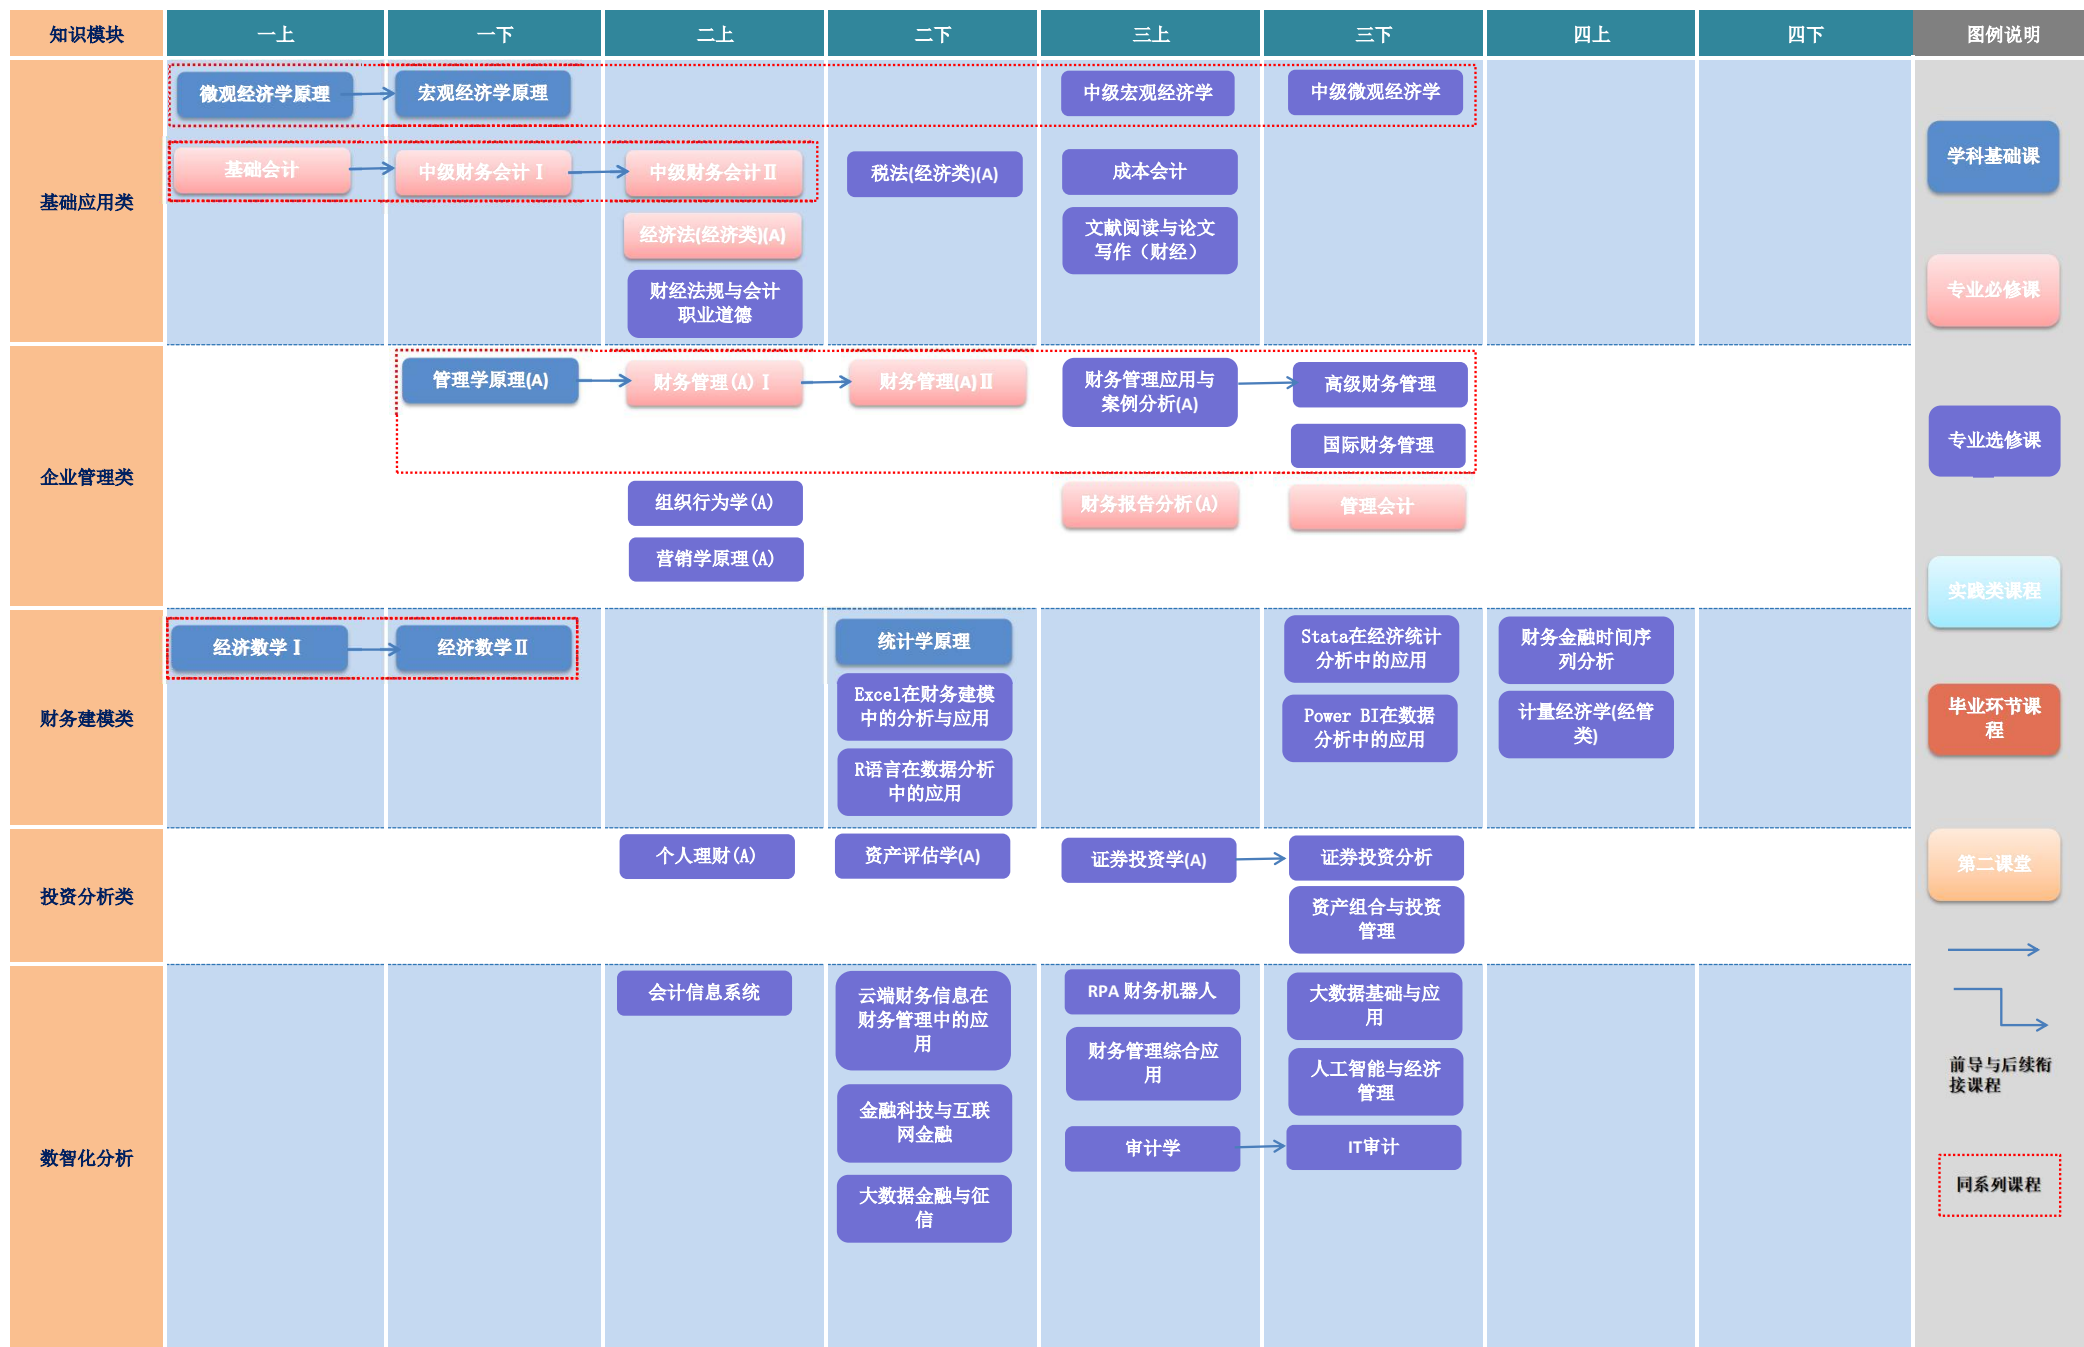 知识模块
一上
一下
二上
二下
三上
三下
四上
四下
图例说明
基础应用类
微观经济学原理
宏观经济学原理
中级宏观经济学
中级微观经济学
基础会计
中级财务会计Ⅰ
中级财务会计Ⅱ
税法(经济类)(A)
成本会计
经济法(经济类)(A)
文献阅读与论文
写作（财经）
财经法规与会计
职业道德
企业管理类
管理学原理(A)
财务管理(A)Ⅰ
财务管理(A)Ⅱ
财务管理应用与
案例分析(A)
高级财务管理
国际财务管理
组织行为学(A)
财务报告分析(A)
管理会计
营销学原理(A)
财务建模类
经济数学Ⅰ
经济数学Ⅱ
统计学原理
Excel在财务建模
中的分析与应用
R语言在数据分析
中的应用
Stata在经济统计
分析中的应用
Power BI在数据
分析中的应用
财务金融时间序
列分析
计量经济学(经管
类)
投资分析类
个人理财(A)
资产评估学(A)
证券投资学(A)
证券投资分析
资产组合与投资
管理
数智化分析
会计信息系统
云端财务信息在
财务管理中的应
用
金融科技与互联
网金融
大数据金融与征
信
RPA 财务机器人
财务管理综合应
用
审计学
大数据基础与应
用
人工智能与经济
管理
IT审计
学科基础课
专业必修课
专业选修课
实践类课程
毕业环节课
程
第二课堂
前导与后续衔
接课程
同系列课程